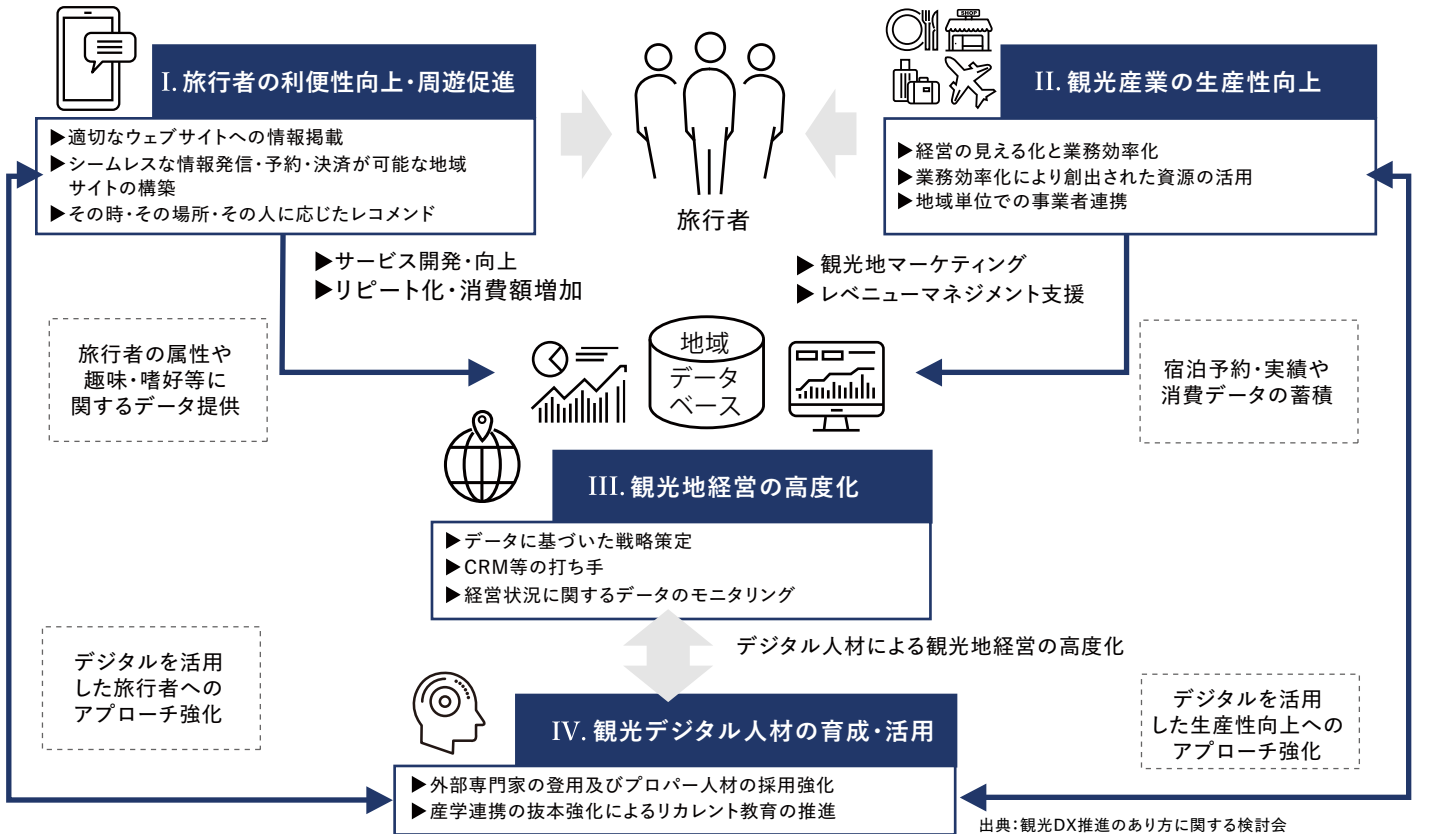 I. 旅行者の利便性向上・周遊促進
▶適切なウェブサイトへの情報掲載
▶シームレスな情報発信・予約・決済が可能な地域
サイトの構築
▶その時・その場所・その人に応じたレコメンド
旅行者
SHOP
II. 観光産業の生産性向上
▶経営の見える化と業務効率化
▶業務効率化により創出された資源の活用
▶地域単位での事業者連携
▶サービス開発・向上
▶リピート化・消費額増加
▶観光地マーケティング
▶レベニューマネジメント支援
旅行者の属性や
趣味・嗜好等に
関するデータ提供
地域
データ
ベース
宿泊予約・実績や
消費データの蓄積
III. 観光地経営の高度化
▶データに基づいた戦略策定
▶CRM等の打ち手
▶経営状況に関するデータのモニタリング
デジタル人材による観光地経営の高度化
デジタルを活用
した旅行者への
アプローチ強化
デジタルを活用
した生産性向上への
アプローチ強化
IV. 観光デジタル人材の育成・活用
▶外部専門家の登用及びプロパー人材の採用強化
▶産学連携の抜本強化によるリカレント教育の推進
出典：観光DX推進のあり方に関する検討会